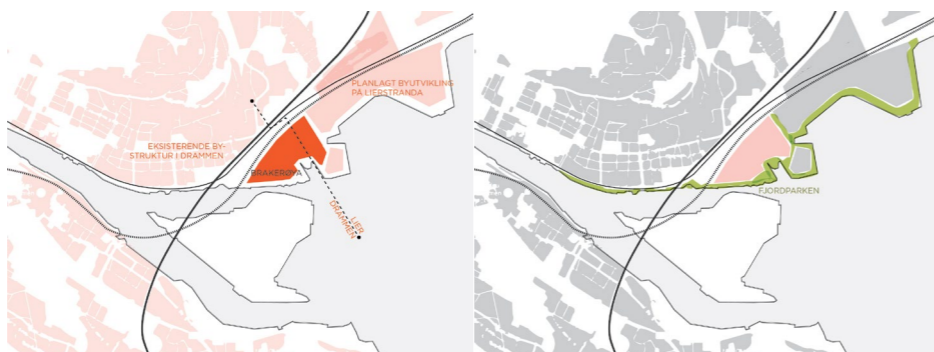 PLANLAGT BYUTVIKLING
PÅ LIERSTRANDA
EKSISTERENDE BY-
STRUKTUR I DRAMMEN
BRAKERØYA
LIER
DRAMMEN
FJORDPARKEN